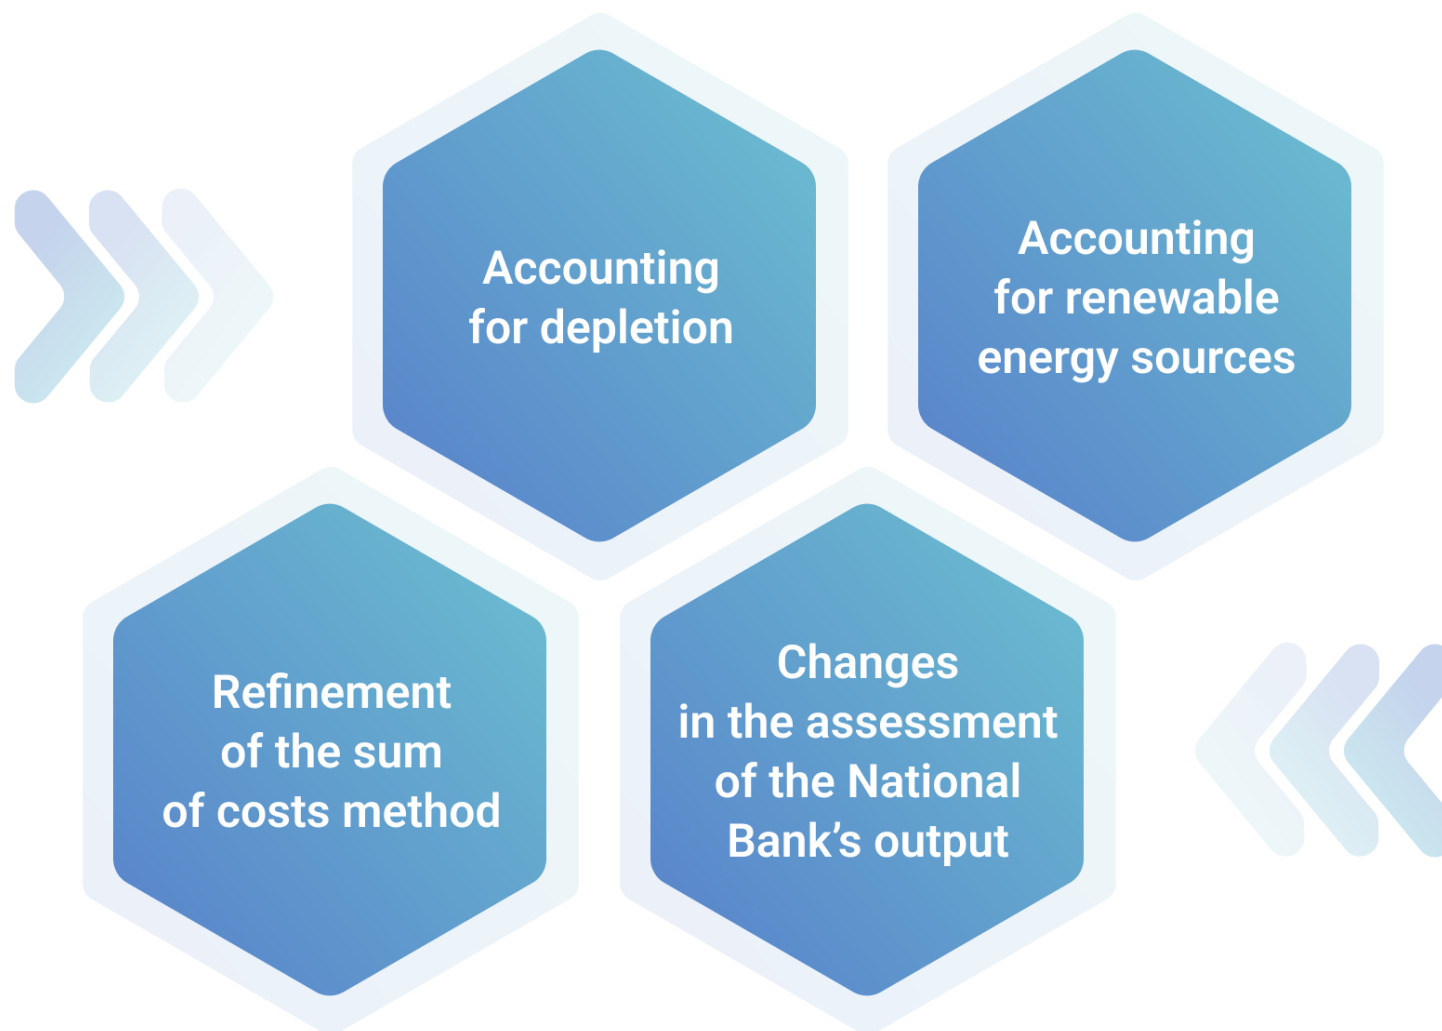 Accounting
for depletion
Accounting
for renewable
energy sources
Refinement
of the sum
of costs method
Changes
in the assessment
of the National
Bank’s output